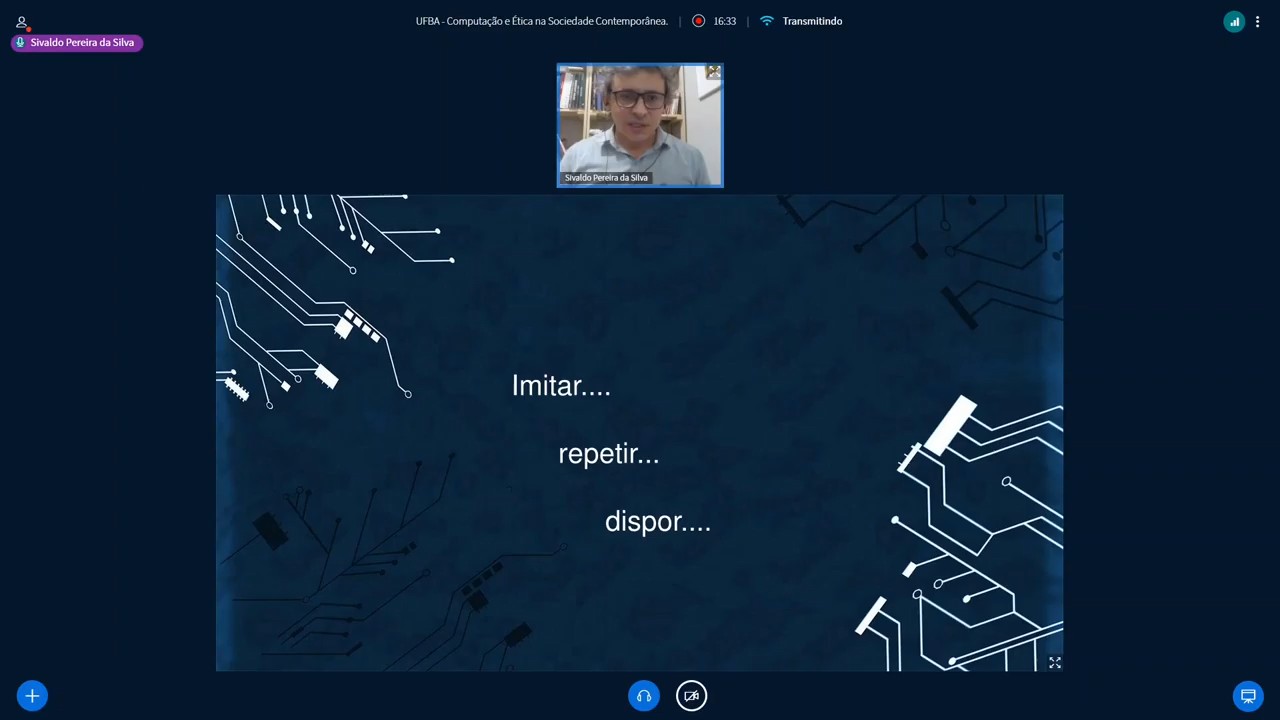 UFBA - Computação e Ética na Sociedade Contemporânea.
16:33
Transmitindo
Sivaldo Pereira da Silva
Sivaldo Pereira da Silva
Imitar....
repetir...
dispor....